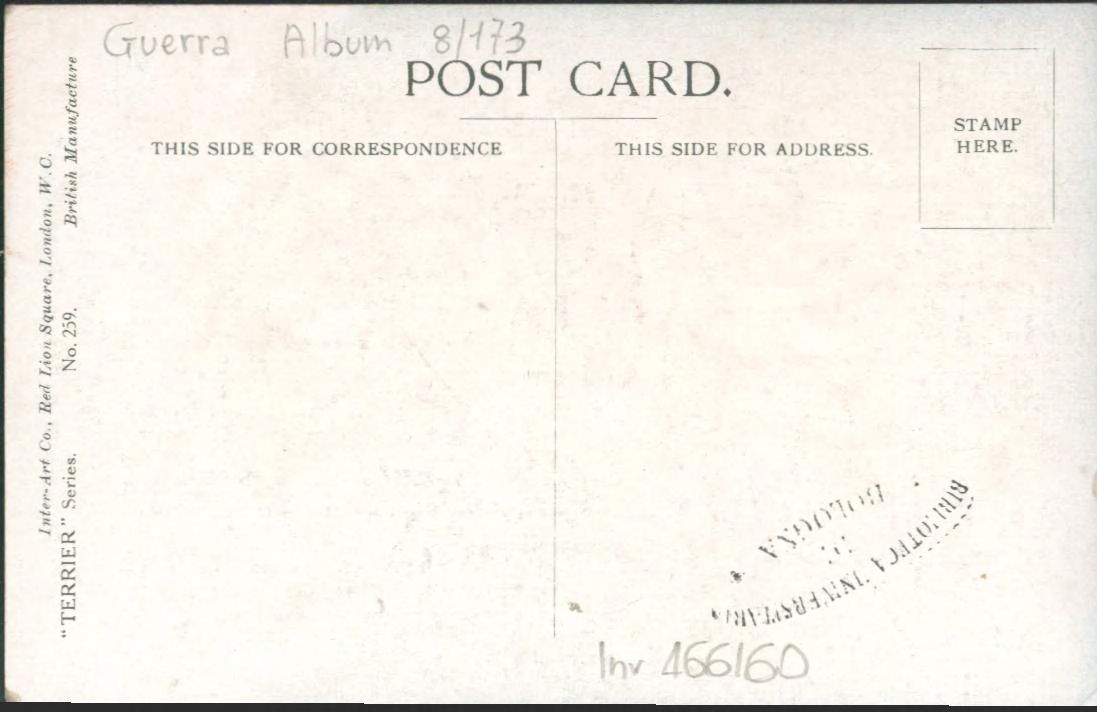 Guerra Album 8/173
POST CARD.
THIS SIDE FOR CORRESPONDENCE
THIS SIDE FOR ADDRESS.
STAMP
HERE.
Inter-Art Co., Red Lion Square, London, W.C.
"TERRIER" Series. No. 259. British Manufacture
BIBLIOTECA UNIVERSITARIA
BOLOGNA
Inv 466160